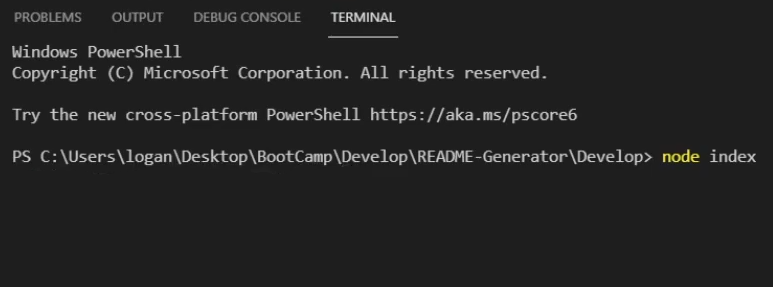 PROBLEMS OUTPUT DEBUG CONSOLE TERMINAL
Windows PowerShell
Copyright (C) Microsoft Corporation. All rights reserved.
Try the new cross-platform PowerShell https://aka.ms/pscore6
PS C:\Users\logan\Desktop\BootCamp\Develop\README-Generator\Develop> node index